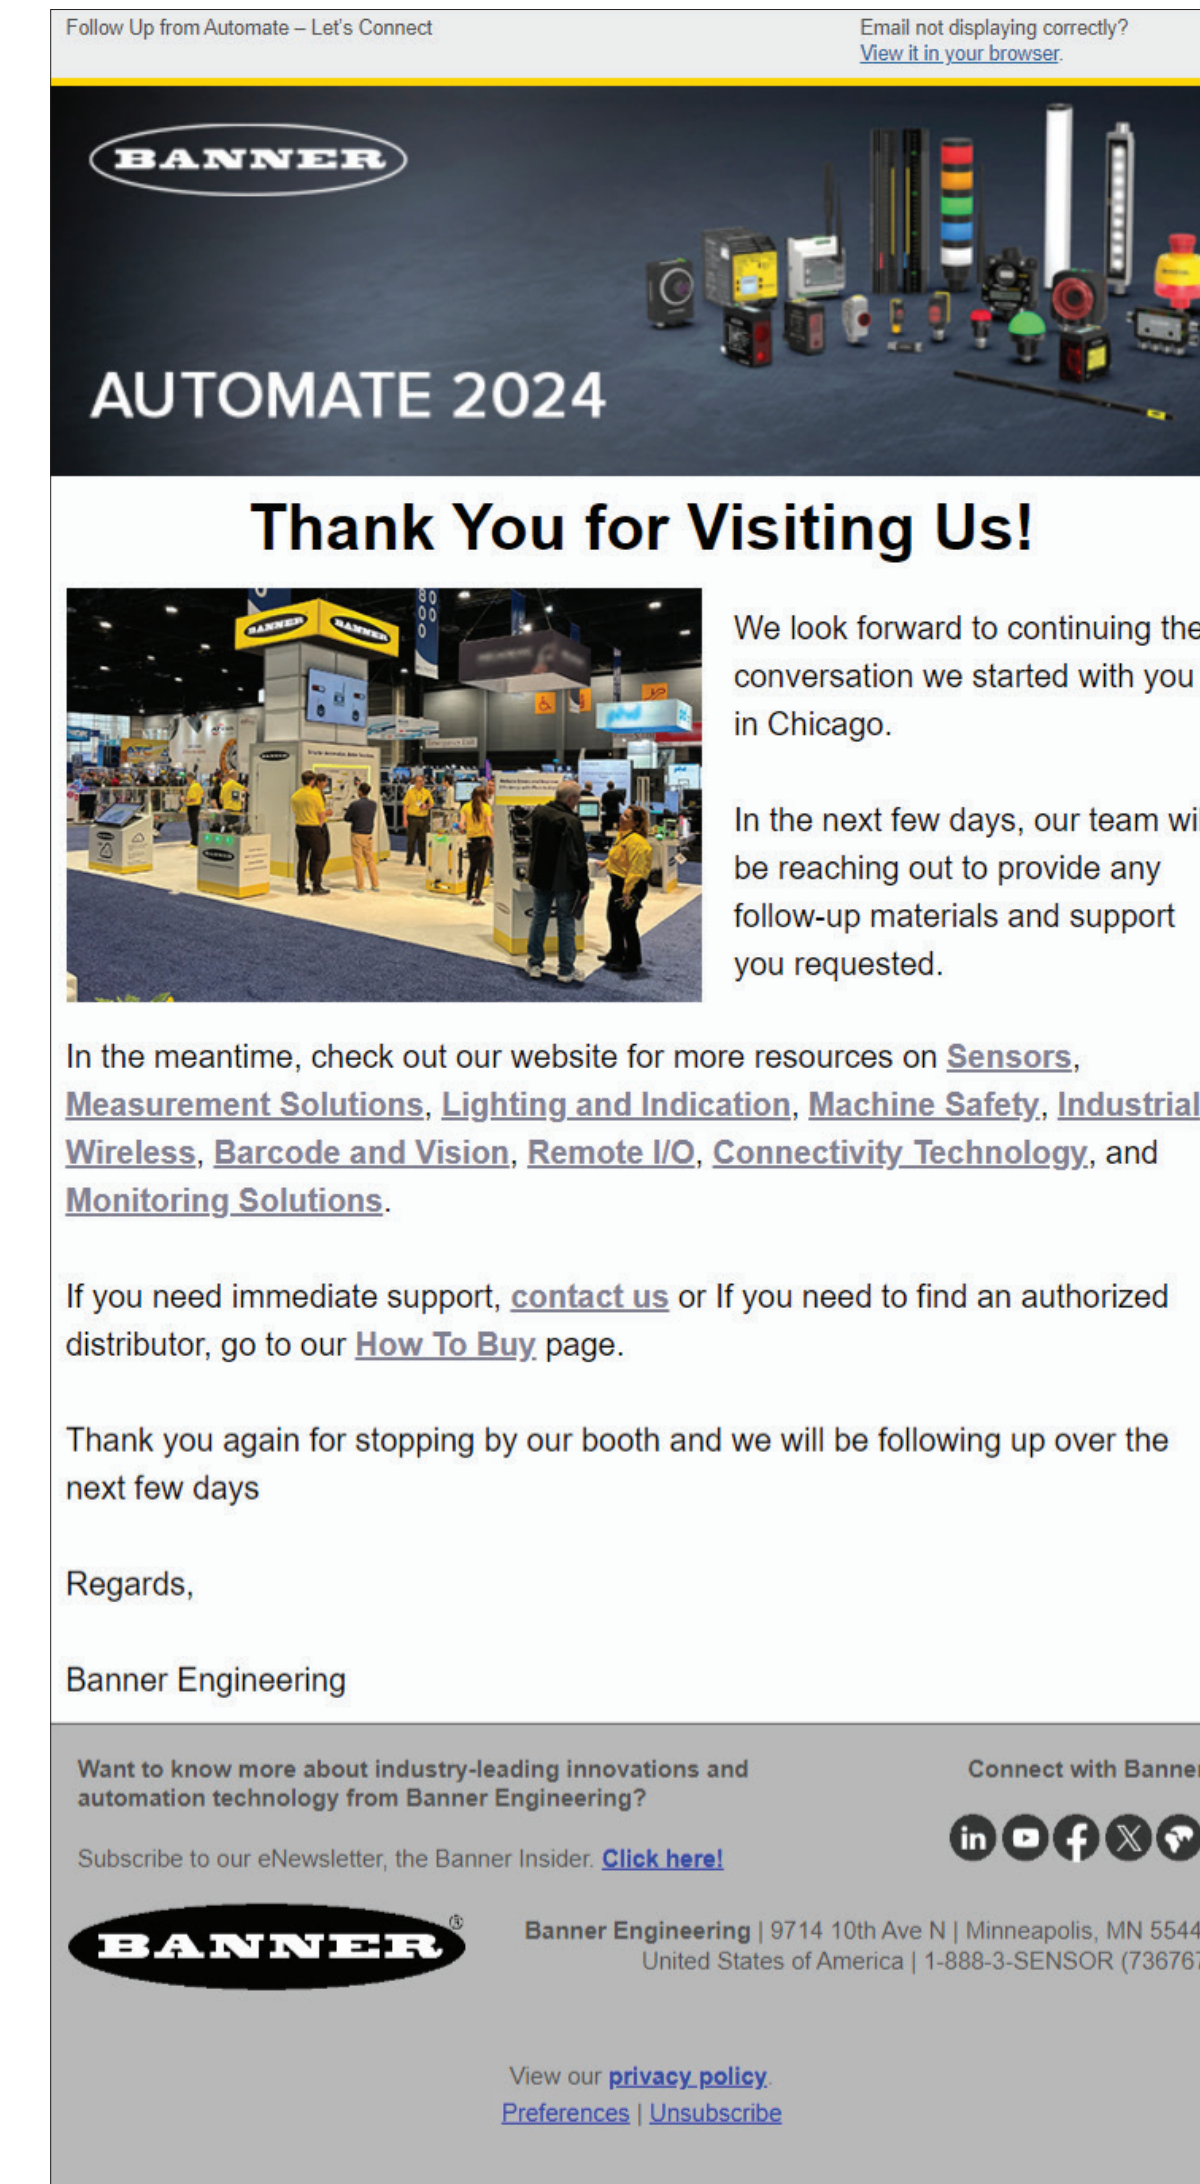 Follow Up from Automate – Let's Connect
Email not displaying correctly?
View it in your browser.
BANNER
AUTOMATE 2024
Thank You for Visiting Us!
BANNER BANNER
We look forward to continuing the
conversation we started with you
in Chicago.
In the next few days, our team wil
be reaching out to provide any
follow-up materials and support
you requested.
In the meantime, check out our website for more resources on Sensors,
Measurement Solutions, Lighting and Indication, Machine Safety, Industrial
Wireless, Barcode and Vision, Remote I/O, Connectivity Technology, and
Monitoring Solutions.
If you need immediate support, contact us or If you need to find an authorized
distributor, go to our How To Buy page.
Thank you again for stopping by our booth and we will be following up over the
next few days
Regards,
Banner Engineering
Want to know more about industry-leading innovations and
automation technology from Banner Engineering?
Connect with Banner
Subscribe to our eNewsletter, the Banner Insider. Click here!
BANNER®
Banner Engineering | 9714 10th Ave N | Minneapolis, MN 5544
United States of America | 1-888-3-SENSOR (736767
View our privacy policy.
Preferences | Unsubscribe